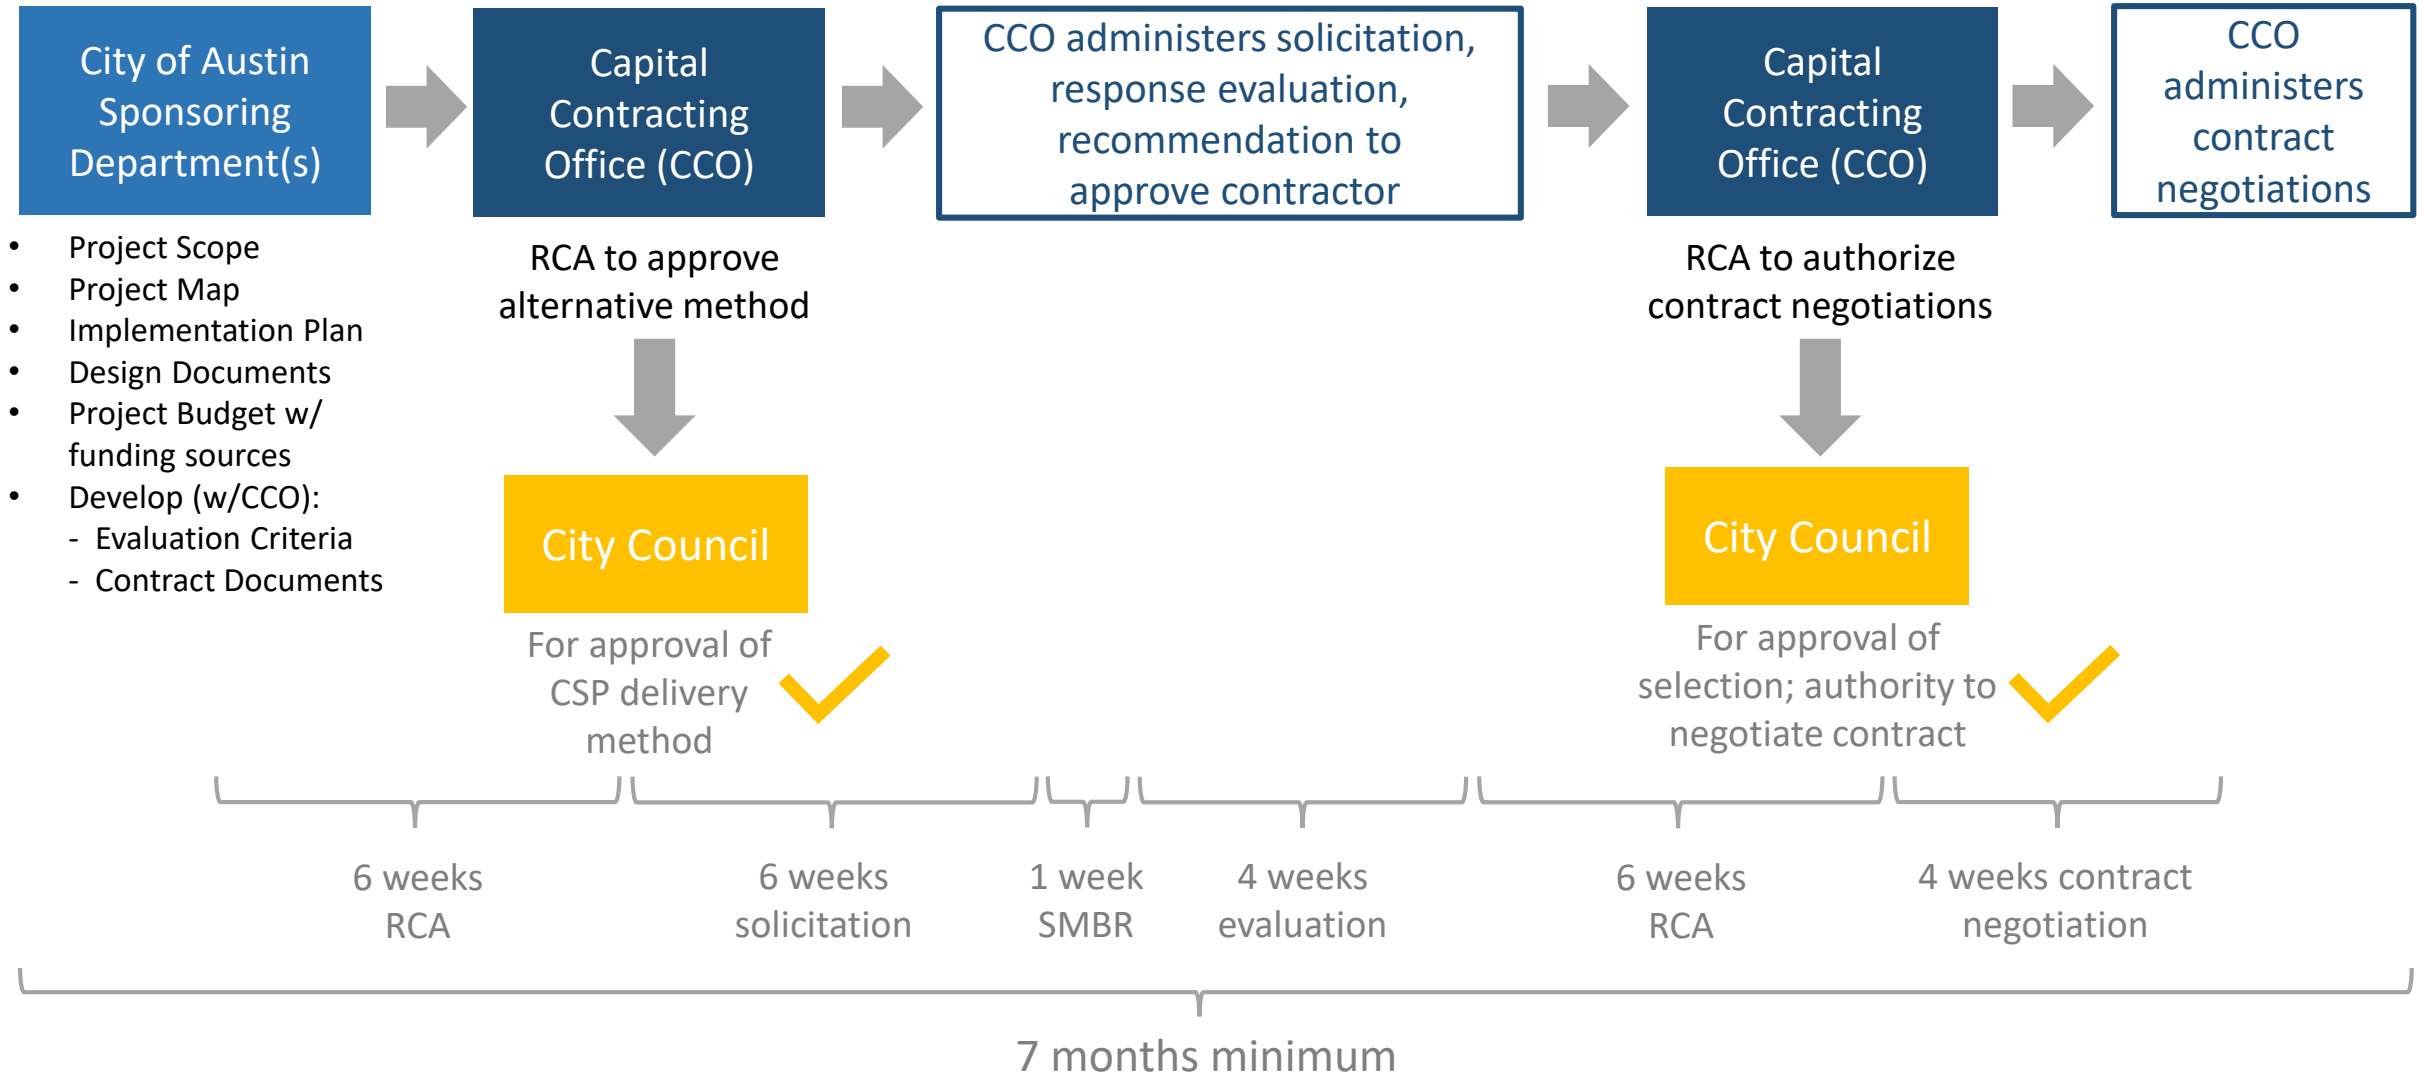 City of Austin
Sponsoring
Department(s)
Capital
Contracting
Office (CCO)
CCO administers solicitation,
response evaluation,
recommendation to
approve contractor
Capital
Contracting
Office (CCO)
CCO
administers
contract
negotiations
• Project Scope
• Project Map
• Implementation Plan
• Design Documents
• Project Budget w/
funding sources
• Develop (w/CCO):
- Evaluation Criteria
- Contract Documents
RCA to approve
alternative method
City Council
For approval of
CSP delivery
method
RCA to authorize
contract negotiations
City Council
For approval of
selection; authority to
negotiate contract
6 weeks
RCA
6 weeks
solicitation
1 week
SMBR
4 weeks
evaluation
6 weeks
RCA
4 weeks contract
negotiation
7 months minimum